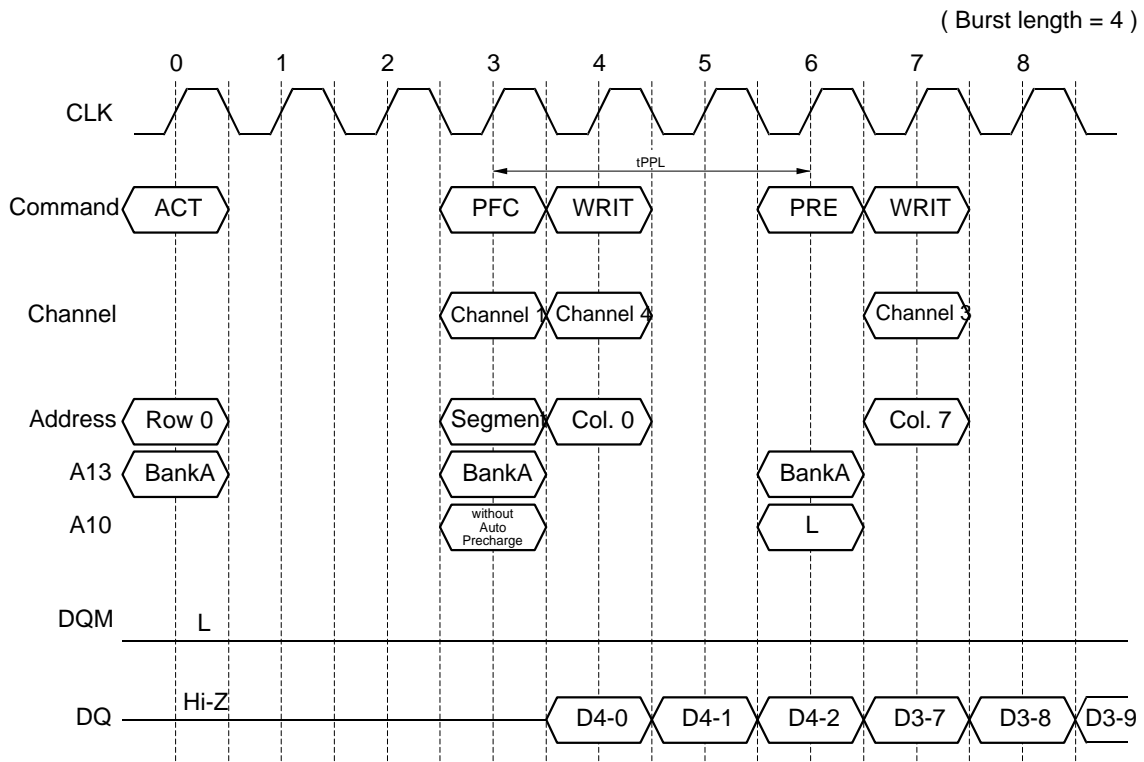 ( Burst length = 4 )
0 1 2 3 4 5 6 7 8
CLK
tPPL
Command ACT PFC WRIT PRE WRIT
Channel Channel 1 Channel 4 Channel 3
Address Row 0 Segment Col. 0 Col. 7
A13 BankA BankA BankA
A10 without Auto Precharge L
DQM L
Hi-Z
DQ D4-0 D4-1 D4-2 D3-7 D3-8 D3-9